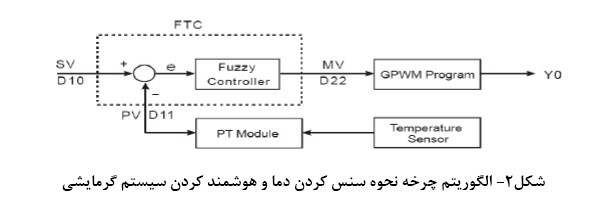 FTC
SV
D10
+
e
Fuzzy
Controller
MV
D22
GPWM Program
Y0
−
PV D11
PT Module
Temperature
Sensor
شکل۲- الگوریتم چرخه نحوه سنس کردن دما و هوشمند کردن سیستم گرمایشی